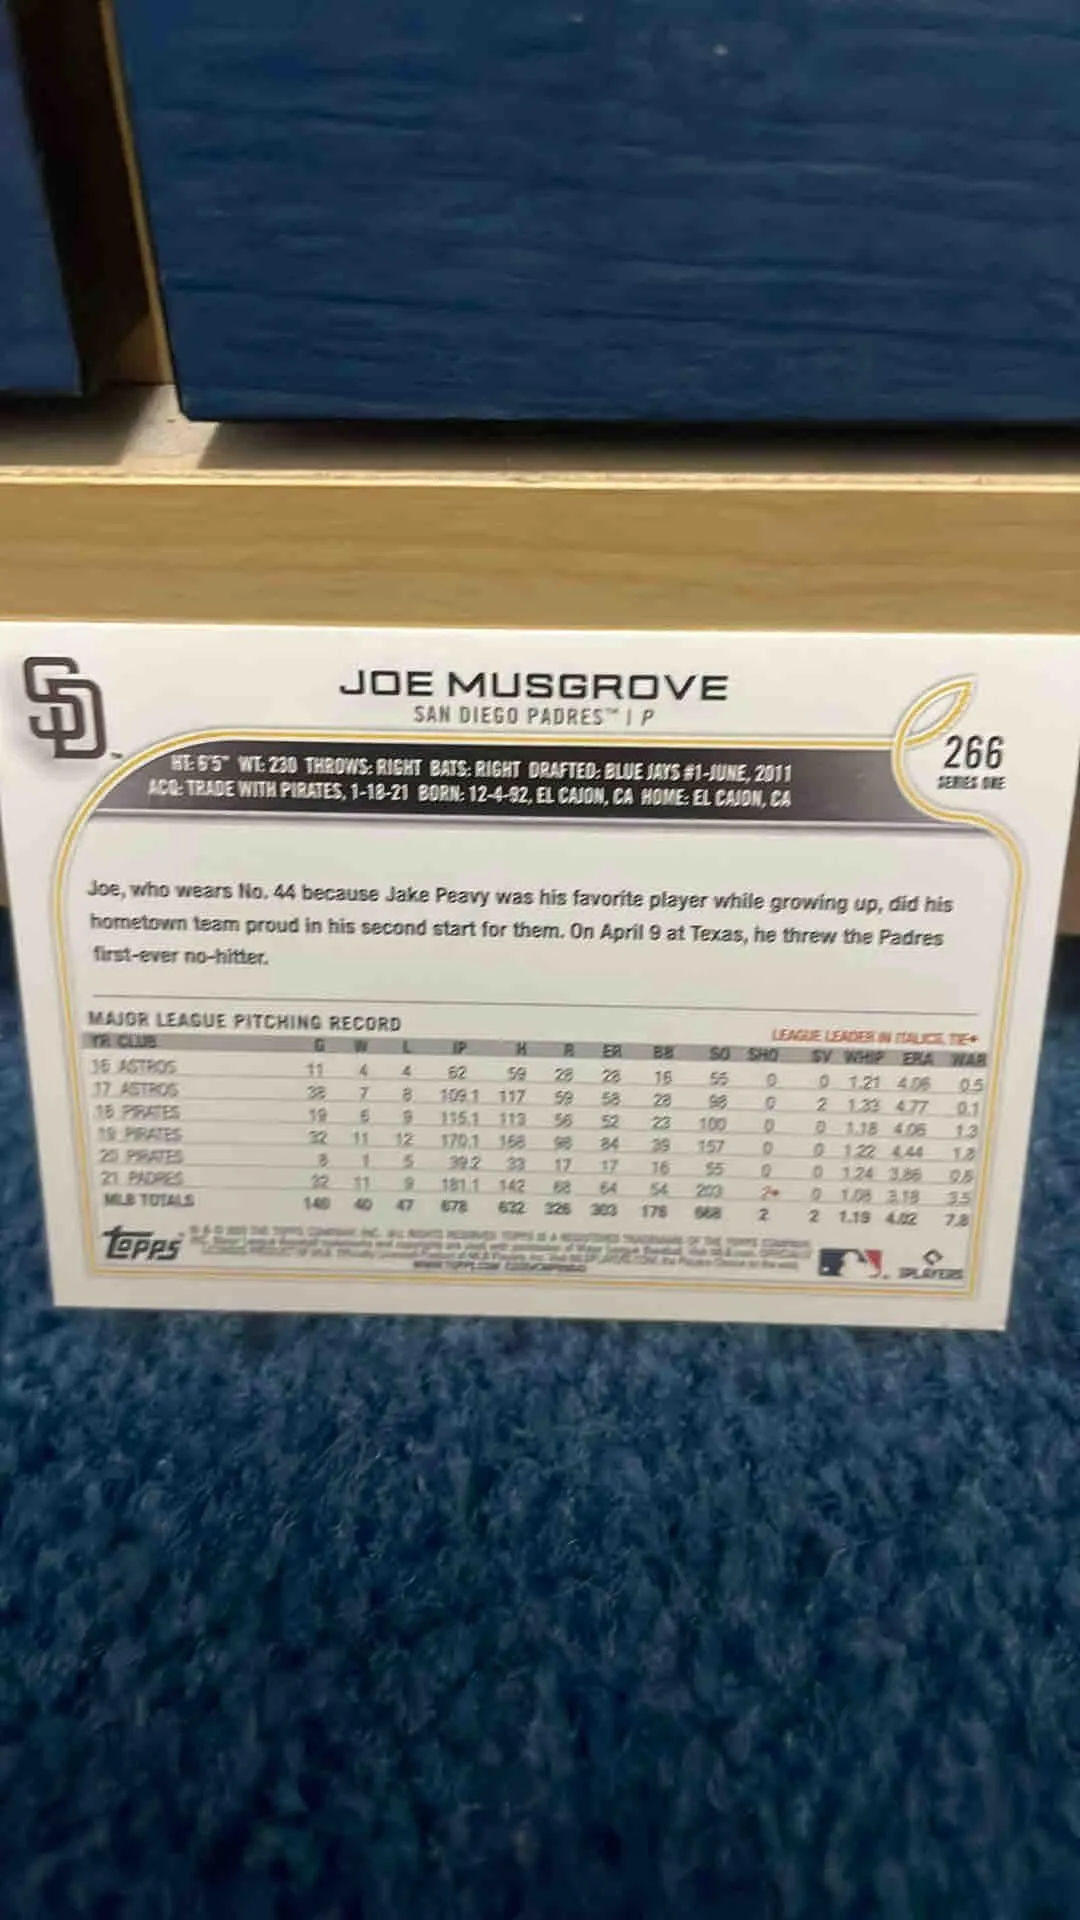 SD
JOE MUSGROVE
SAN DIEGO PADRES™ | P
266
SERIES ONE
HT: 6'5" WT: 230 THROWS: RIGHT BATS: RIGHT DRAFTED: BLUE JAYS #1-JUNE, 2011
ACQ: TRADE WITH PIRATES, 1-18-21 BORN: 12-4-92, EL CAJON, CA HOME: EL CAJON, CA
Joe, who wears No. 44 because Jake Peavy was his favorite player while growing up, did his
hometown team proud in his second start for them. On April 9 at Texas, he threw the Padres
first-ever no-hitter.
MAJOR LEAGUE PITCHING RECORD
LEAGUE LEADER IN ITALICS, TIE•
YR CLUB G W L IP H R ER BB SO SHO SV WHIP ERA WAR
16 ASTROS 11 4 4 62 59 28 28 16 55 0 0 1.21 4.06 0.5
17 ASTROS 38 7 8 109.1 117 59 58 28 98 0 2 1.33 4.77 0.1
18 PIRATES 19 6 9 115.1 113 56 52 23 100 0 0 1.18 4.06 1.3
19 PIRATES 32 11 12 170.1 168 98 84 39 157 0 0 1.22 4.44 1.8
20 PIRATES 8 1 5 39.2 33 17 17 16 55 0 0 1.24 3.86 0.6
21 PADRES 32 11 9 181.1 142 68 64 54 203 2• 0 1.08 3.18 3.5
MLB TOTALS 140 40 47 678 632 326 303 176 668 2 2 1.19 4.02 7.8
Topps
PLAYERS